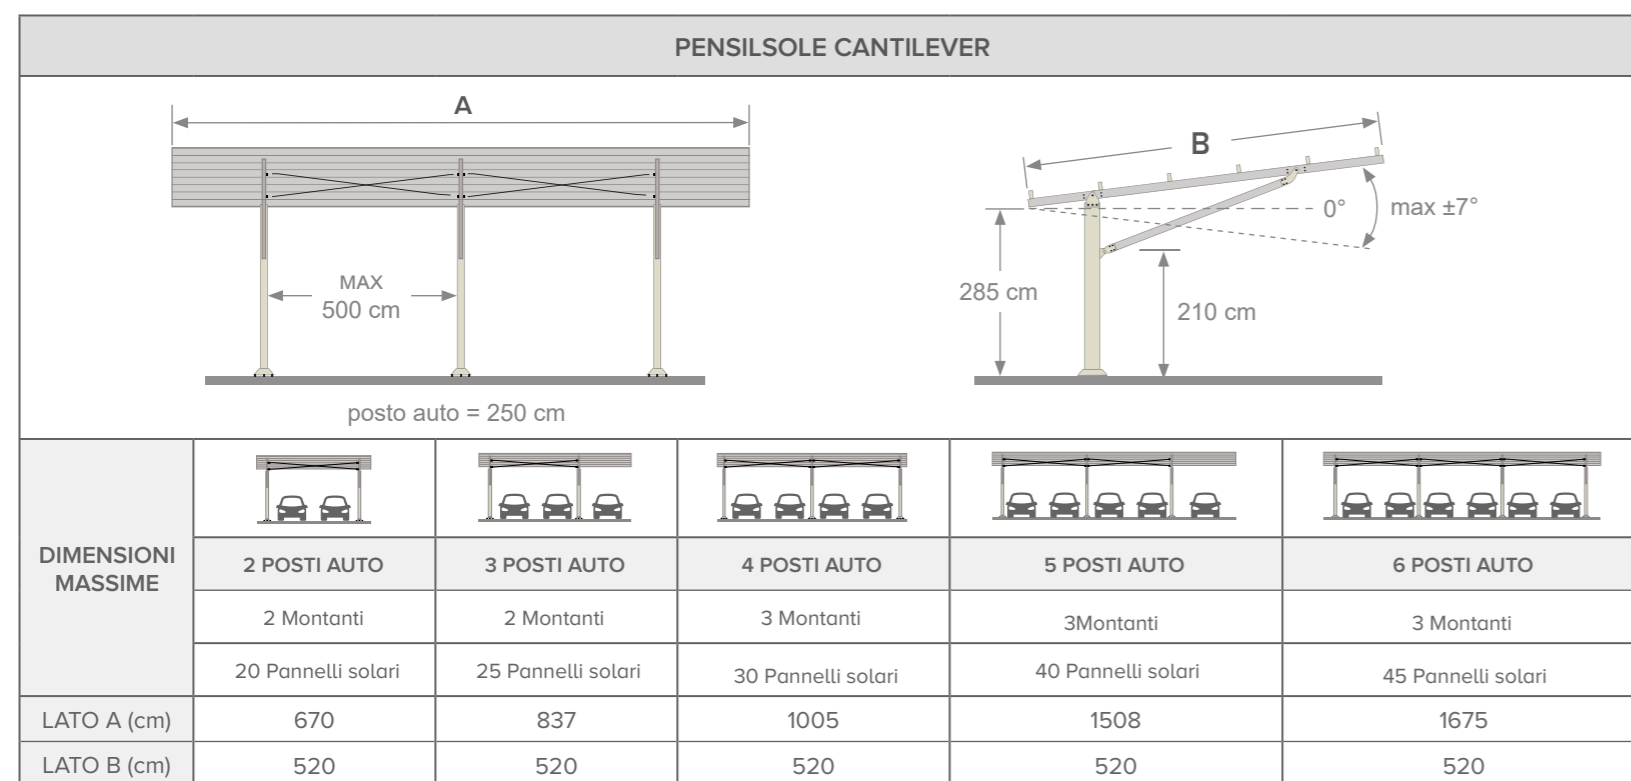 PENSILSOLE CANTILEVER
A
B
0°
max ±7°
MAX
500 cm
285 cm
210 cm
posto auto = 250 cm
DIMENSIONI
MASSIME
2 POSTI AUTO
3 POSTI AUTO
4 POSTI AUTO
5 POSTI AUTO
6 POSTI AUTO
2 Montanti
2 Montanti
3 Montanti
3Montanti
3 Montanti
20 Pannelli solari
25 Pannelli solari
30 Pannelli solari
40 Pannelli solari
45 Pannelli solari
LATO A (cm)
670
837
1005
1508
1675
LATO B (cm)
520
520
520
520
520